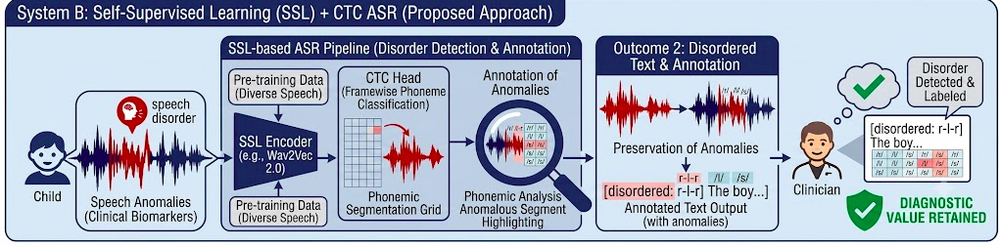 System B: Self-Supervised Learning (SSL) + CTC ASR (Proposed Approach)
Child
speech
disorder
Speech Anomalies
(Clinical Biomarkers)
SSL-based ASR Pipeline (Disorder Detection & Annotation)
Pre-training Data
(Diverse Speech)
SSL Encoder
(e.g., Wav2Vec
2.0)
Pre-training Data
(Diverse Speech)
CTC Head
(Framewise Phoneme
Classification)
Phonemic
Segmentation Grid
Annotation of
Anomalies
Phonemic Analysis
Anomalous Segment
Highlighting
Outcome 2: Disordered
Text & Annotation
Preservation of Anomalies
r-l-r /l/ /s/
[disordered: r-l-r] The boy...]
Annotated Text Output
(with anomalies)
Clinician
Disorder
Detected &
Labeled
[disordered: r-l-r]
The boy...
DIAGNOSTIC
VALUE RETAINED